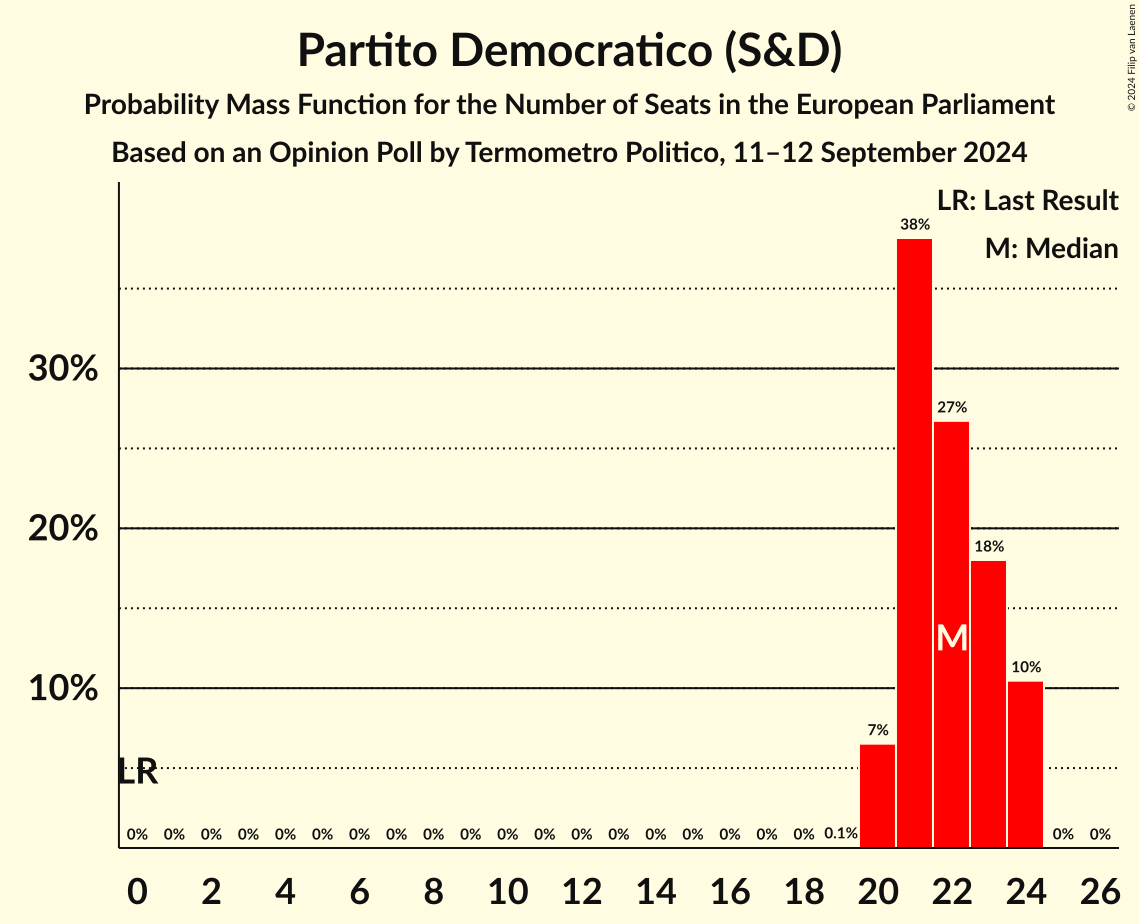 Partito Democratico (S&D)
Probability Mass Function for the Number of Seats in the European Parliament
Based on an Opinion Poll by Termometro Politico, 11–12 September 2024
© 2024 Filip van Laenen
LR: Last Result
M: Median
38%
30%
27%
20%
18%
M
10%
10%
7%
LR
0% 0% 0% 0% 0% 0% 0% 0% 0% 0% 0% 0% 0% 0% 0% 0% 0% 0% 0% 0.1% 0% 0%
0 2 4 6 8 10 12 14 16 18 20 22 24 26